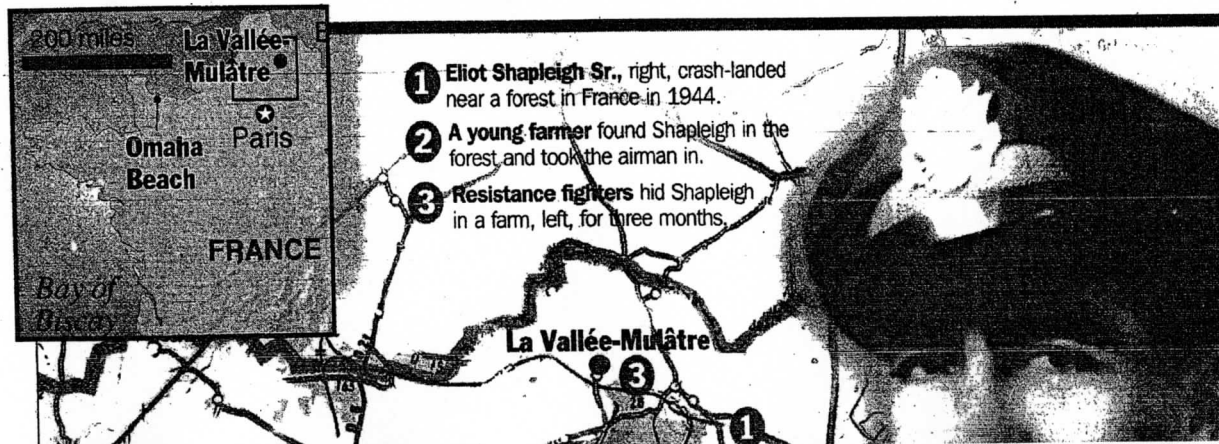 200 miles
La Vallée-
Mulâtre
Paris
Omaha
Beach
FRANCE
Bay of
Biscay
1 Eliot Shapleigh Sr., right, crash-landed
near a forest in France in 1944.
2 A young farmer found Shapleigh in the
forest and took the airman in.
3 Resistance fighters hid Shapleigh
in a farm, left, for three months.
La Vallée-Mulâtre
3
28
1